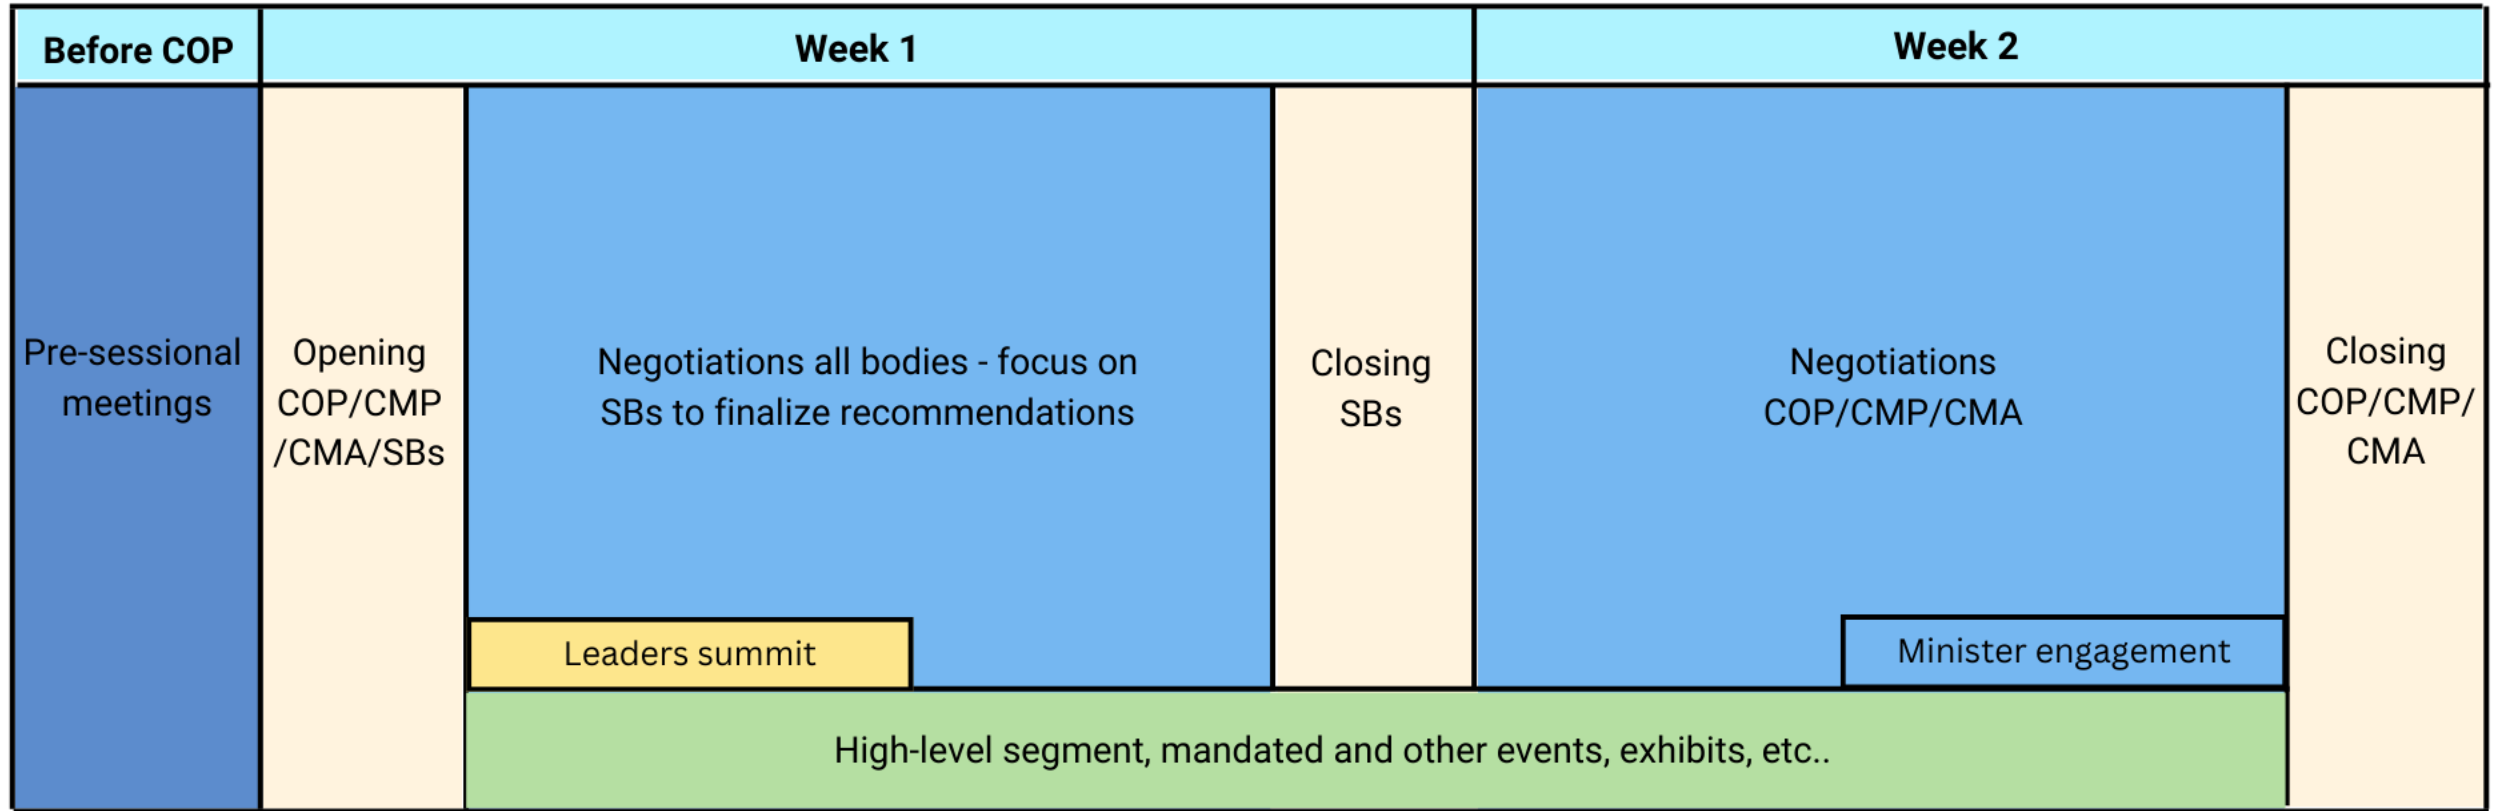 Before COP
Week 1
Week 2
Pre-sessional
meetings
Opening
COP/CMP
/CMA/SBs
Negotiations all bodies - focus on
SBs to finalize recommendations
Closing
SBs
Negotiations
COP/CMP/CMA
Closing
COP/CMP/
CMA
Leaders summit
Minister engagement
High-level segment, mandated and other events, exhibits, etc..